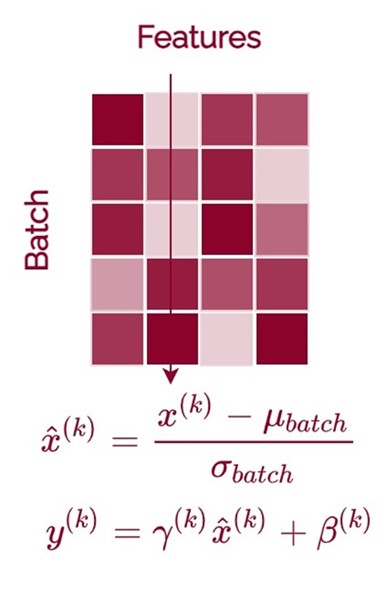 Features
Batch
x̂^(k) = (x^(k) − μ_batch) / σ_batch
y^(k) = γ^(k) x̂^(k) + β^(k)